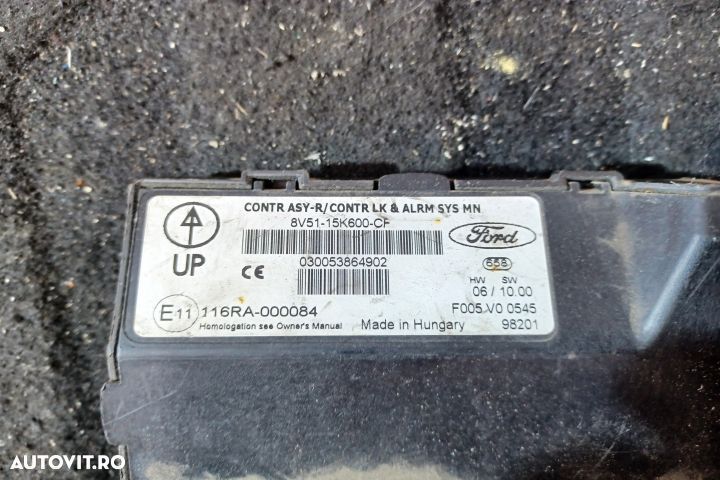 CONTR ASY-R/CONTR LK & ALRM SYS MN
8V51-15K600-CF
Ford
UP
CE
030053864902
658
HW SW
06 / 10.00
E11 116RA-000084
F005 V0 0545
Homologation see Owner's Manual
Made in Hungary
98201
AUTOVIT.RO